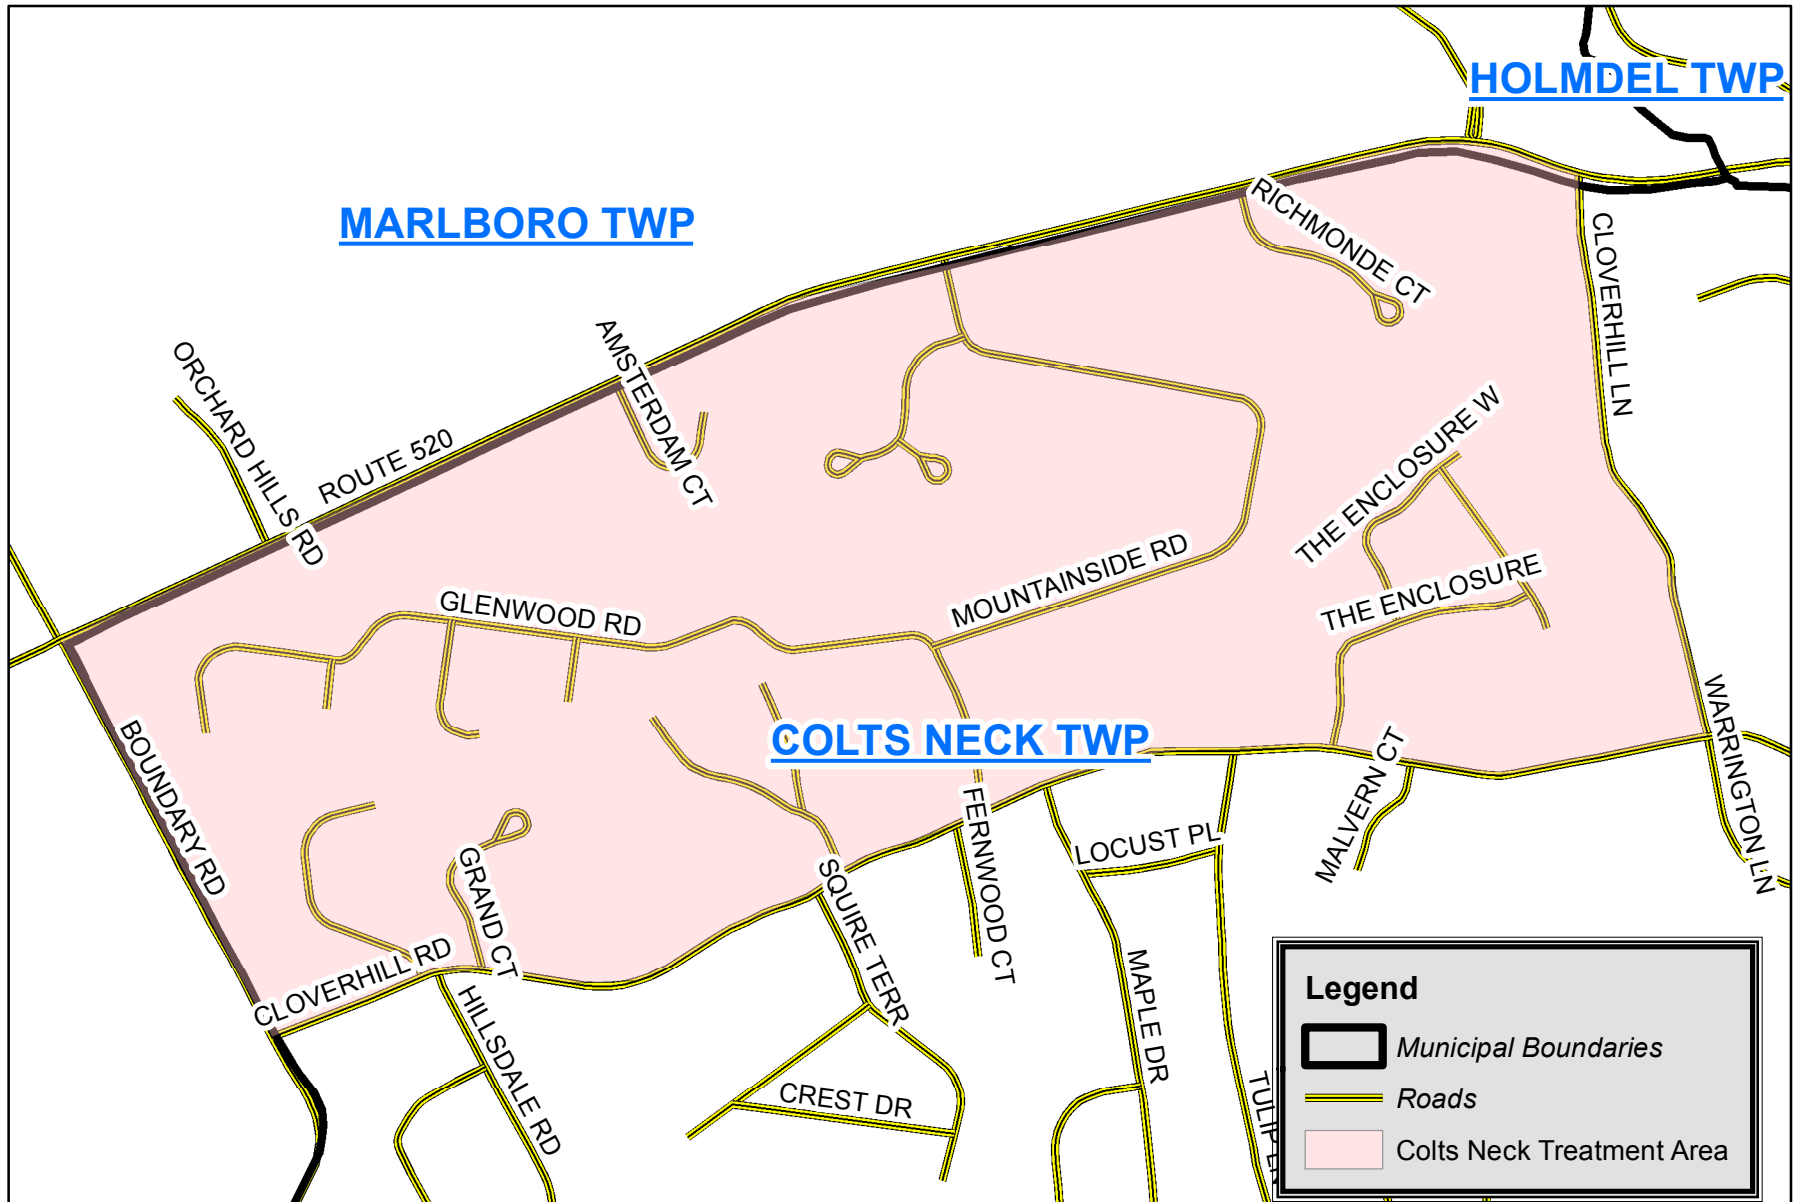 HOLMDEL TWP
MARLBORO TWP
RICHMONDE CT
CLOVERHILL LN
AMSTERDAM CT
ORCHARD HILLS RD
ROUTE 520
THE ENCLOSURE W
MOUNTAINSIDE RD
THE ENCLOSURE
GLENWOOD RD
COLTS NECK TWP
WARRINGTON LN
BOUNDARY RD
MALVERN CT
FERNWOOD CT
LOCUST PL
GRAND CT
SQUIRE TERR
CLOVERHILL RD
MAPLE DR
HILLSDALE RD
CREST DR
TULIP
Legend
Municipal Boundaries
Roads
Colts Neck Treatment Area